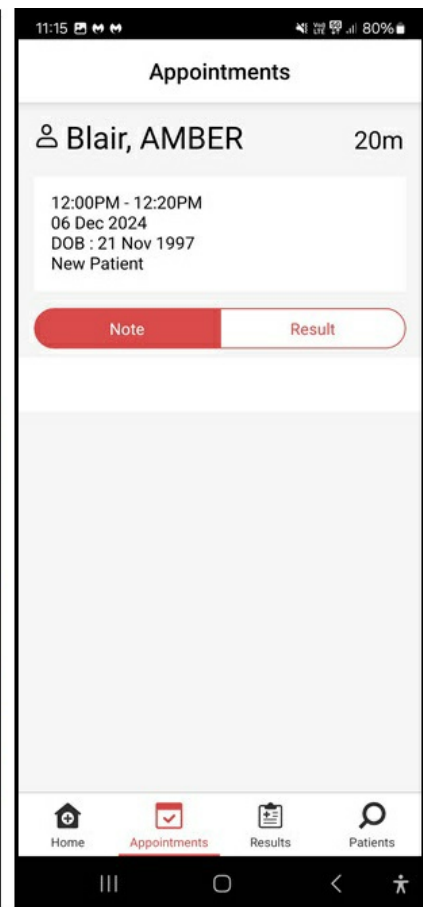 11:15 80%
Appointments
Blair, AMBER 20m
12:00PM - 12:20PM
06 Dec 2024
DOB : 21 Nov 1997
New Patient
Note Result
Home Appointments Results Patients